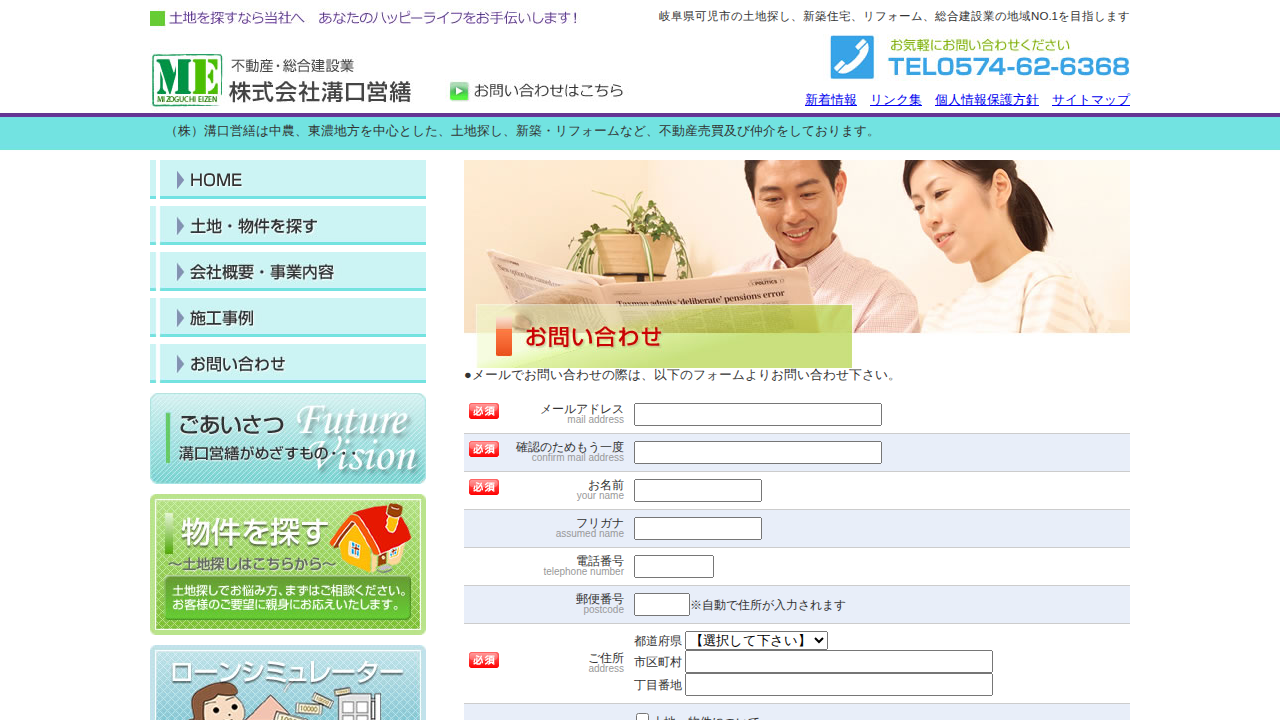 土地を探すなら当社へ　あなたのハッピーライフをお手伝いします！
岐阜県可児市の土地探し、新築住宅、リフォーム、総合建設業の地域NO.1を目指します
ME
MIZOGUCHI EIZEN
不動産・総合建設業
株式会社溝口営繕
お問い合わせはこちら
お気軽にお問い合わせください
TEL0574-62-6368
新着情報 リンク集 個人情報保護方針 サイトマップ
（株）溝口営繕は中農、東濃地方を中心とした、土地探し、新築・リフォームなど、不動産売買及び仲介をしております。
HOME
土地・物件を探す
会社概要・事業内容
施工事例
お問い合わせ
ごあいさつ
Future Vision
溝口営繕がめざすもの・・・
物件を探す
〜土地探しはこちらから〜
土地探しでお悩み方、まずはご相談ください。
お客様のご要望に親身にお応えいたします。
ローンシミュレーター
10000
POLITICS
Taxman admits 'deliberate' pensions error
お問い合わせ
●メールでお問い合わせの際は、以下のフォームよりお問い合わせ下さい。
必須 メールアドレス
mail address
必須 確認のためもう一度
confirm mail address
必須 お名前
your name
フリガナ
assumed name
電話番号
telephone number
郵便番号
postcode
※自動で住所が入力されます
必須 ご住所
address
都道府県 【選択して下さい】
市区町村
丁目番地
土地・物件について